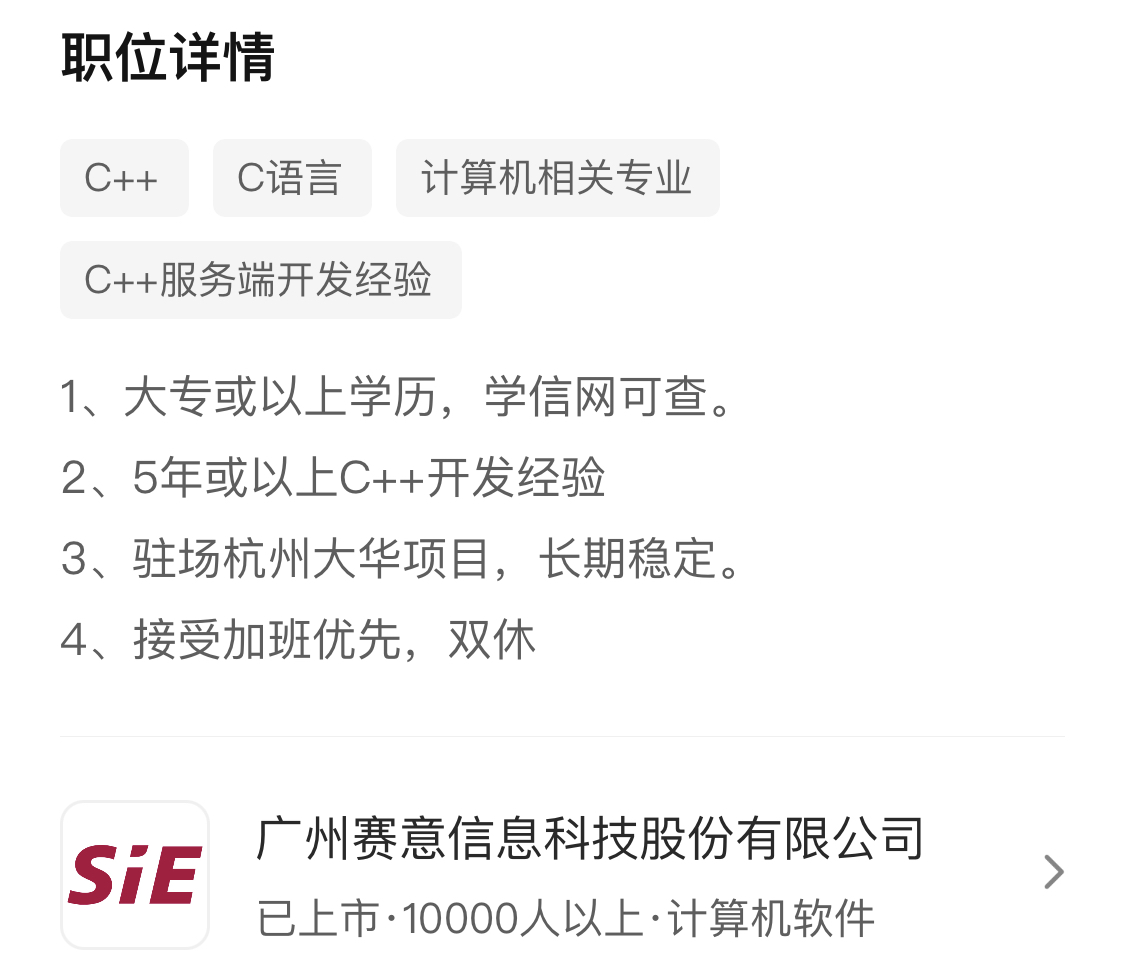 职位详情
C++ C语言 计算机相关专业
C++服务端开发经验
1、大专或以上学历，学信网可查。
2、5年或以上C++开发经验
3、驻场杭州大华项目，长期稳定。
4、接受加班优先，双休
SiE
广州赛意信息科技股份有限公司
已上市·10000人以上·计算机软件